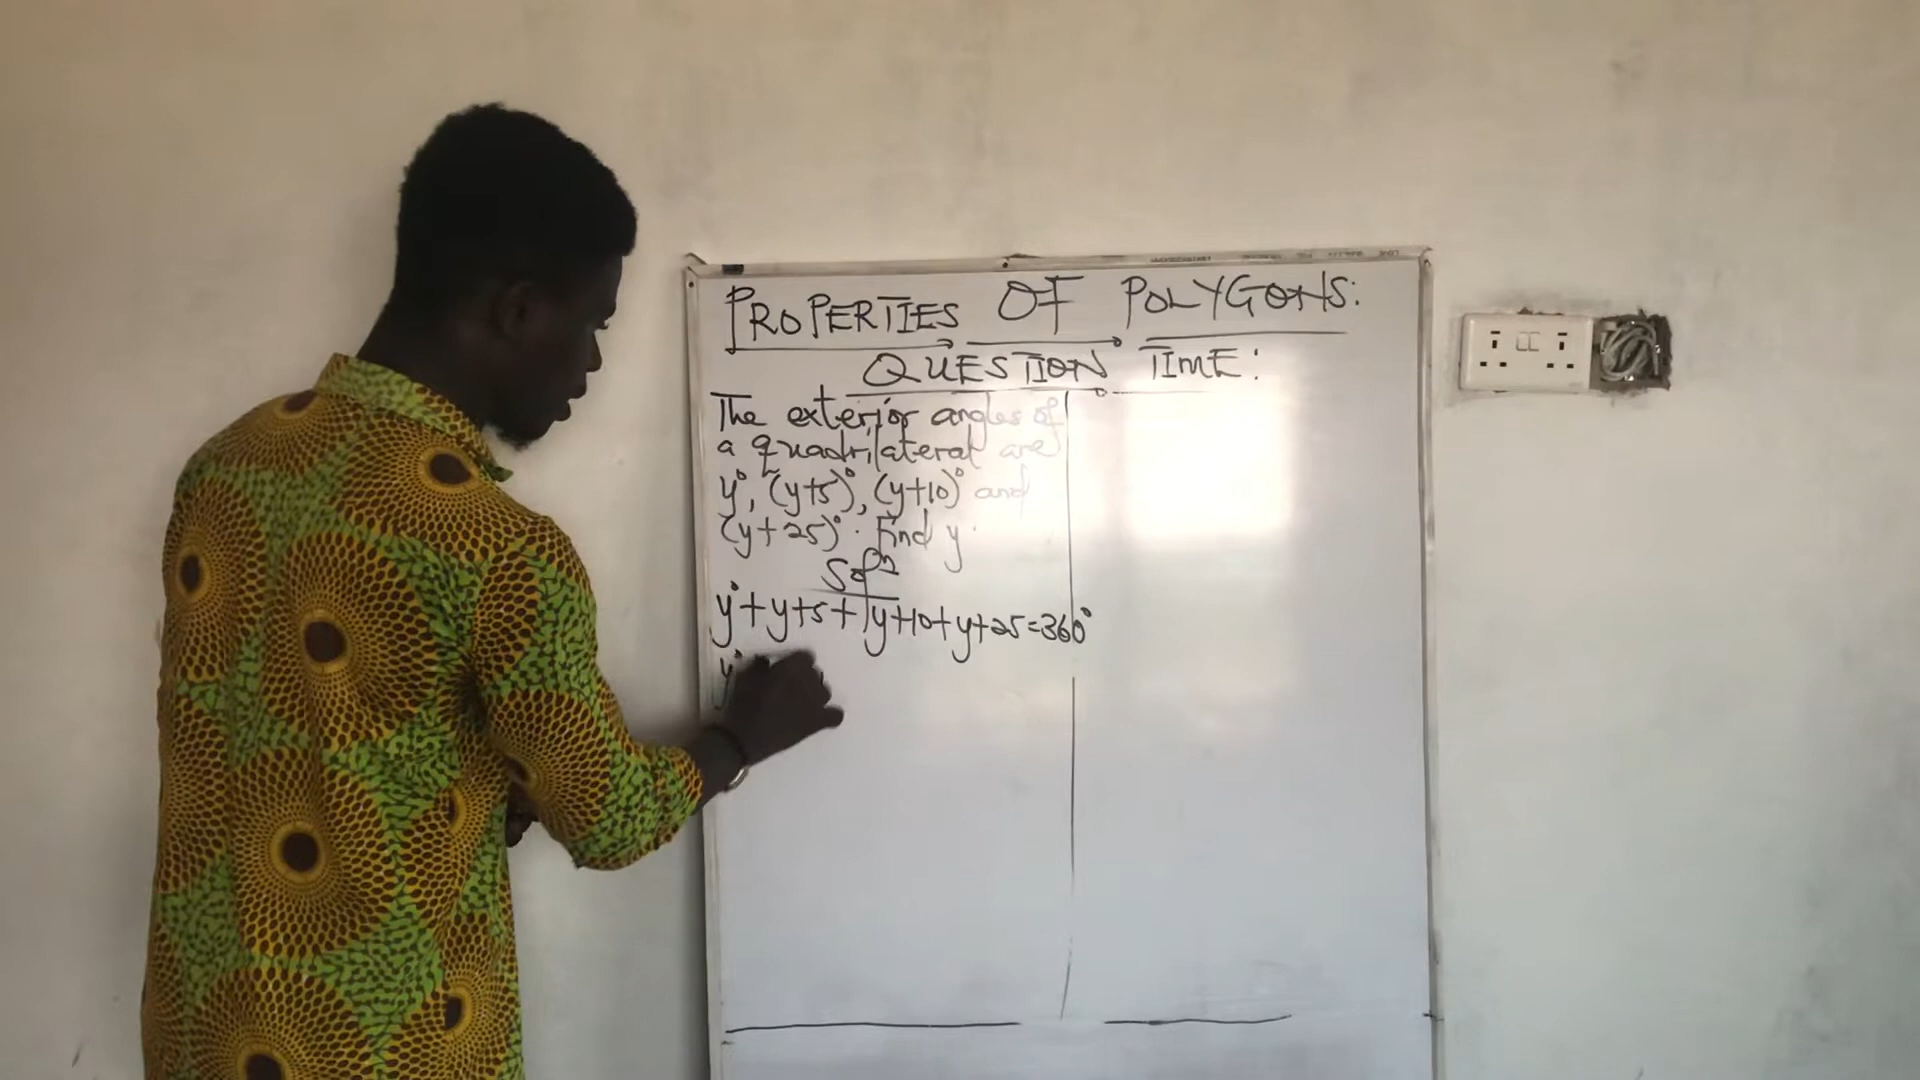 PROPERTIES OF POLYGONS:
QUESTION TIME:
The exterior angles of
a quadrilateral are
y°, (y+5)°, (y+10)° and
(y+25)°. Find y.
Soln
y°+y+5+y+10+y+25=360°
y°